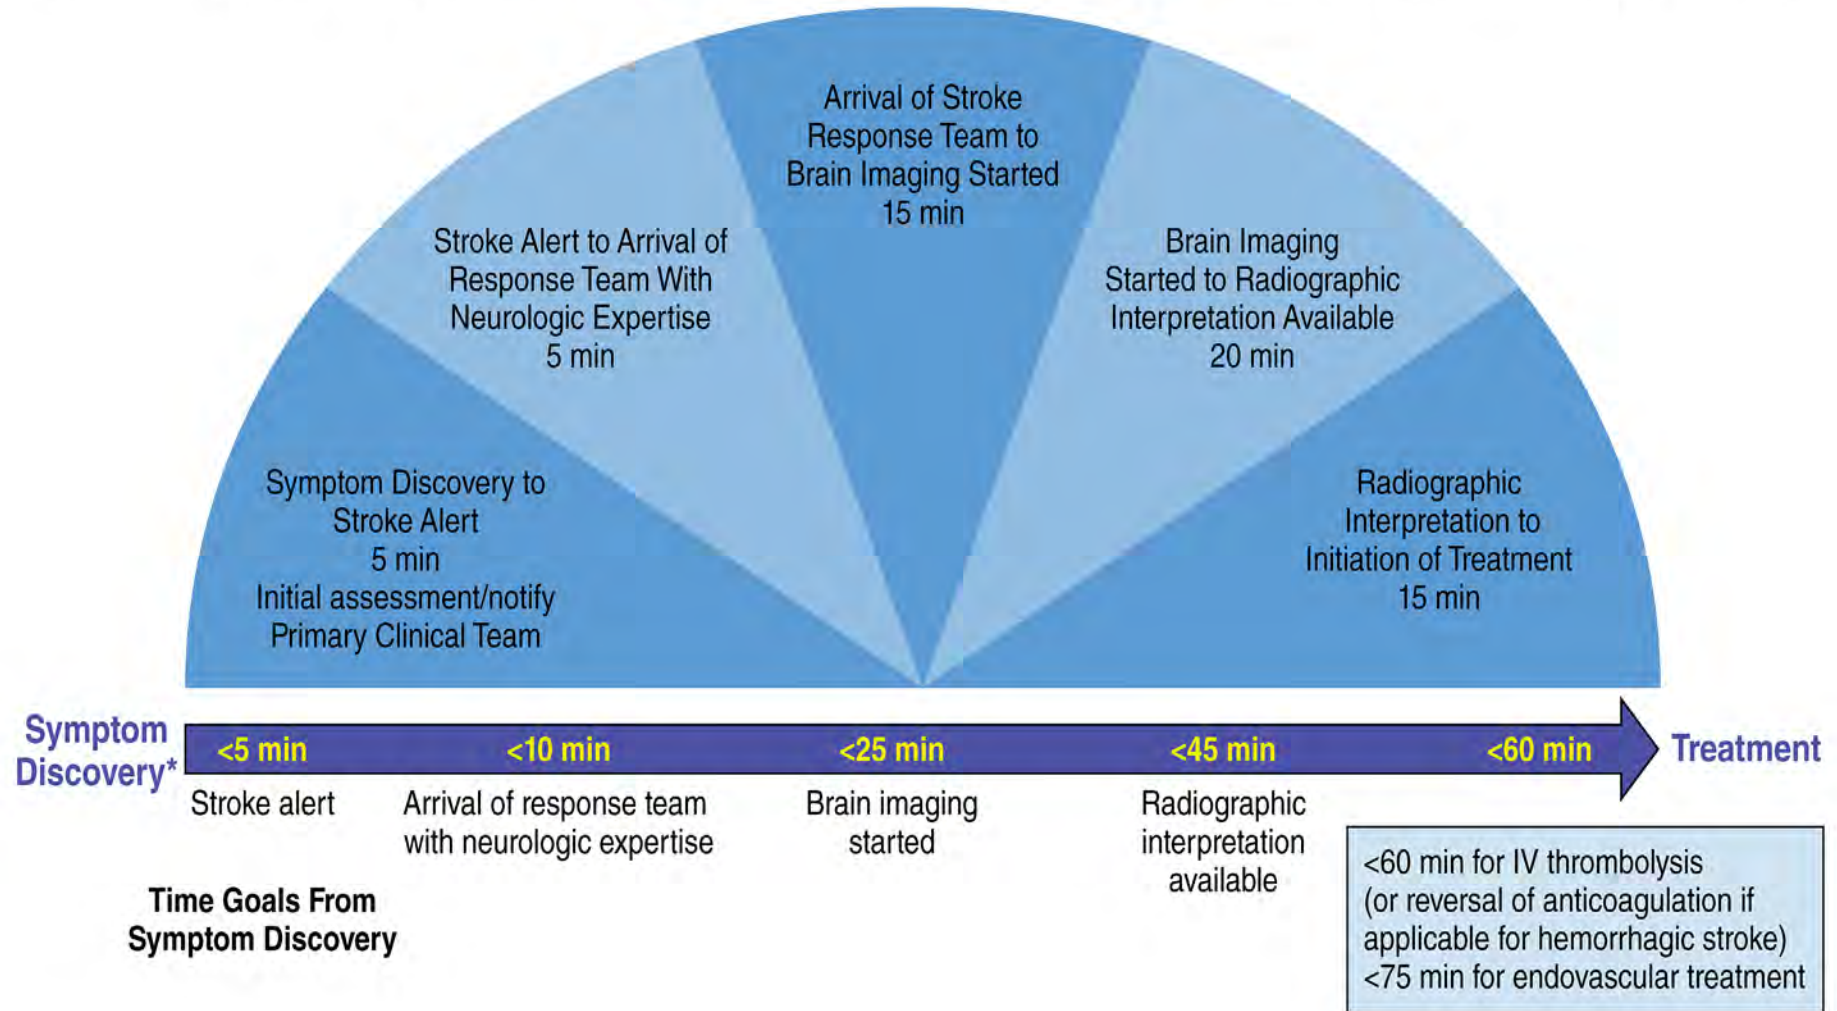 Arrival of Stroke
Response Team to
Brain Imaging Started
15 min
Stroke Alert to Arrival of
Response Team With
Neurologic Expertise
5 min
Brain Imaging
Started to Radiographic
Interpretation Available
20 min
Symptom Discovery to
Stroke Alert
5 min
Initial assessment/notify
Primary Clinical Team
Radiographic
Interpretation to
Initiation of Treatment
15 min
Symptom
Discovery*
<5 min
<10 min
<25 min
<45 min
<60 min
Treatment
Stroke alert
Arrival of response team
with neurologic expertise
Brain imaging
started
Radiographic
interpretation
available
Time Goals From
Symptom Discovery
<60 min for IV thrombolysis
(or reversal of anticoagulation if
applicable for hemorrhagic stroke)
<75 min for endovascular treatment